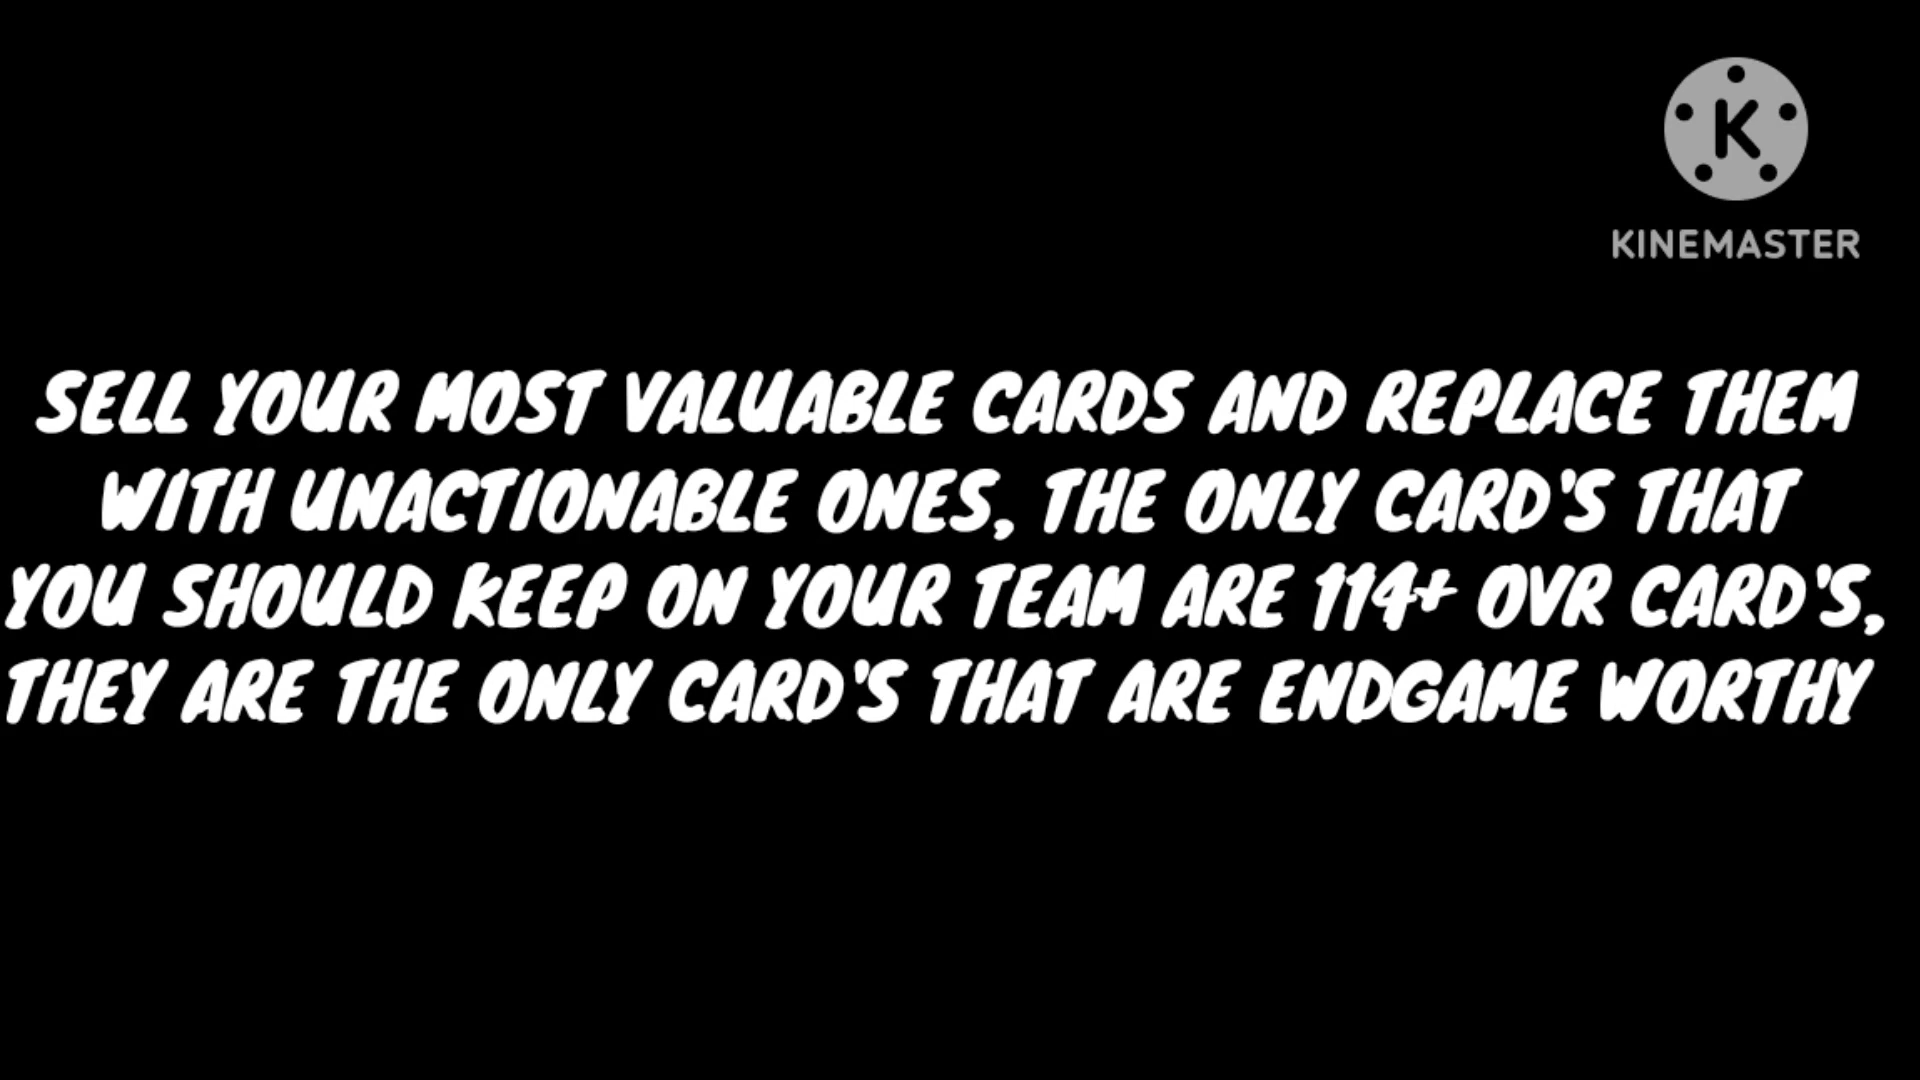 K
KINEMASTER
SELL YOUR MOST VALUABLE CARDS AND REPLACE THEM
WITH UNACTIONABLE ONES, THE ONLY CARD'S THAT
YOU SHOULD KEEP ON YOUR TEAM ARE 114+ OVR CARD'S,
THEY ARE THE ONLY CARD'S THAT ARE ENDGAME WORTHY